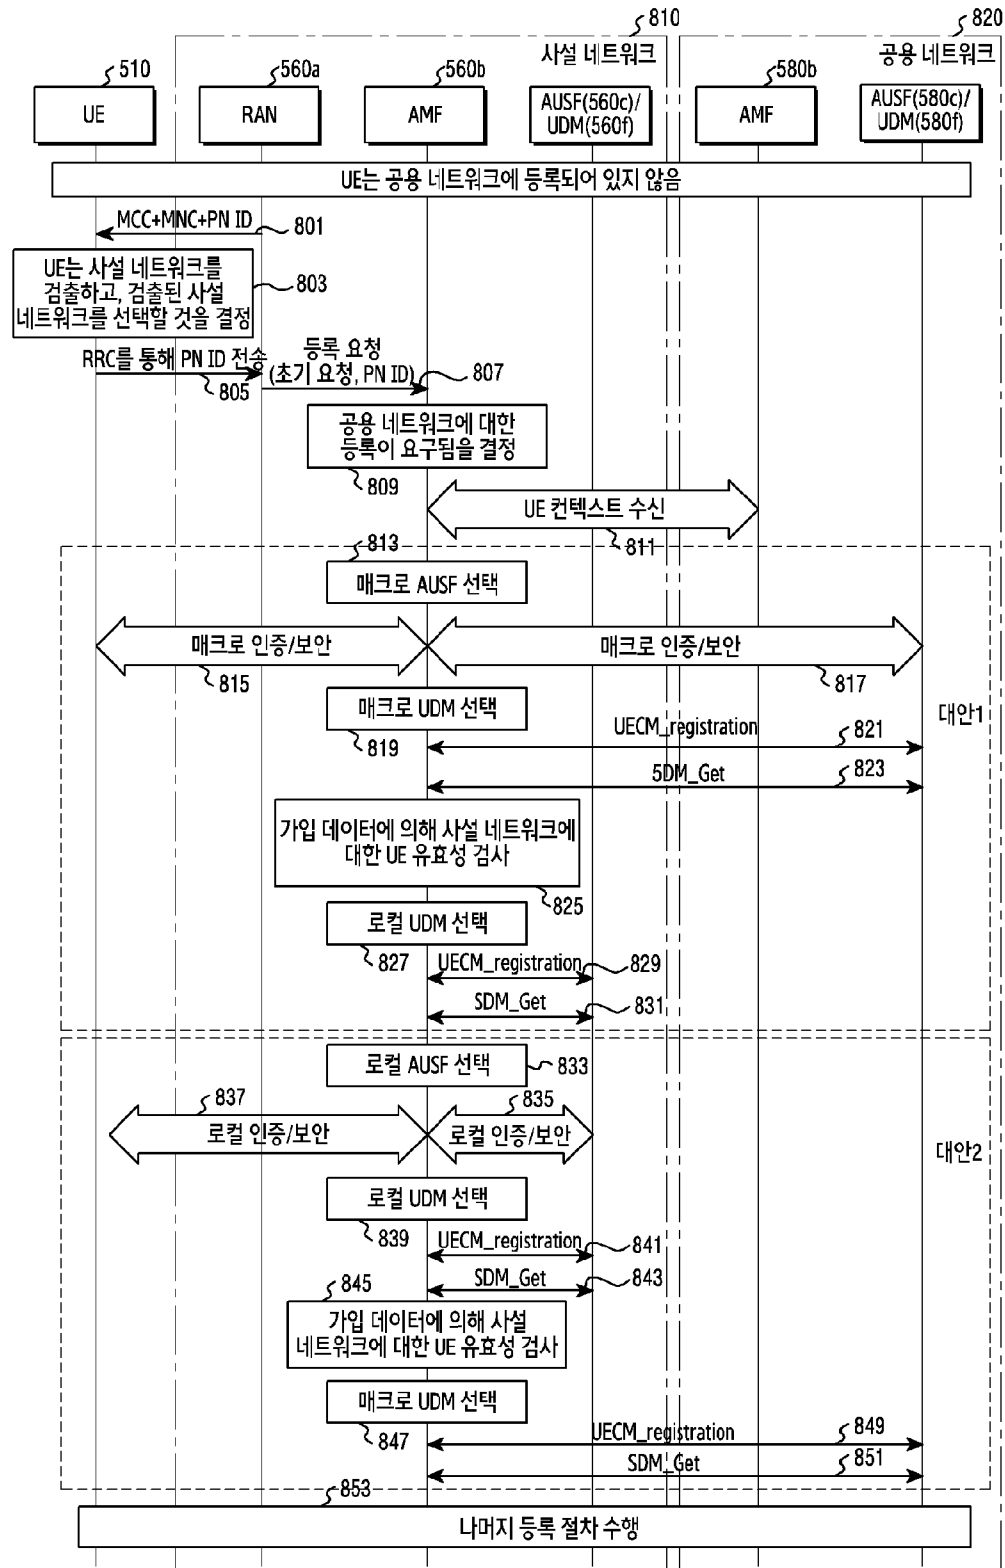 810
820
사설 네트워크
공용 네트워크
510
560a
560b
580b
UE
RAN
AMF
AUSF(560c)/
UDM(560f)
AMF
AUSF(580c)/
UDM(580f)
UE는 공용 네트워크에 등록되어 있지 않음
MCC+MNC+PN ID
801
UE는 사설 네트워크를
검출하고, 검출된 사설
네트워크를 선택할 것을 결정
803
RRC를 통해 PN ID 전송
805
등록 요청
(초기 요청, PN ID)
807
공용 네트워크에 대한
등록이 요구됨을 결정
809
UE 컨텍스트 수신
811
813
매크로 AUSF 선택
매크로 인증/보안
815
매크로 인증/보안
817
매크로 UDM 선택
819
대안1
UECM_registration
821
5DM_Get
823
가입 데이터에 의해 사설 네트워크에
대한 UE 유효성 검사
825
로컬 UDM 선택
827
UECM_registration
829
SDM_Get
831
로컬 AUSF 선택
833
837
835
로컬 인증/보안
로컬 인증/보안
대안2
로컬 UDM 선택
839
UECM_registration
841
SDM_Get
843
845
가입 데이터에 의해 사설
네트워크에 대한 UE 유효성 검사
매크로 UDM 선택
847
UECM_registration
849
SDM_Get
851
853
나머지 등록 절차 수행